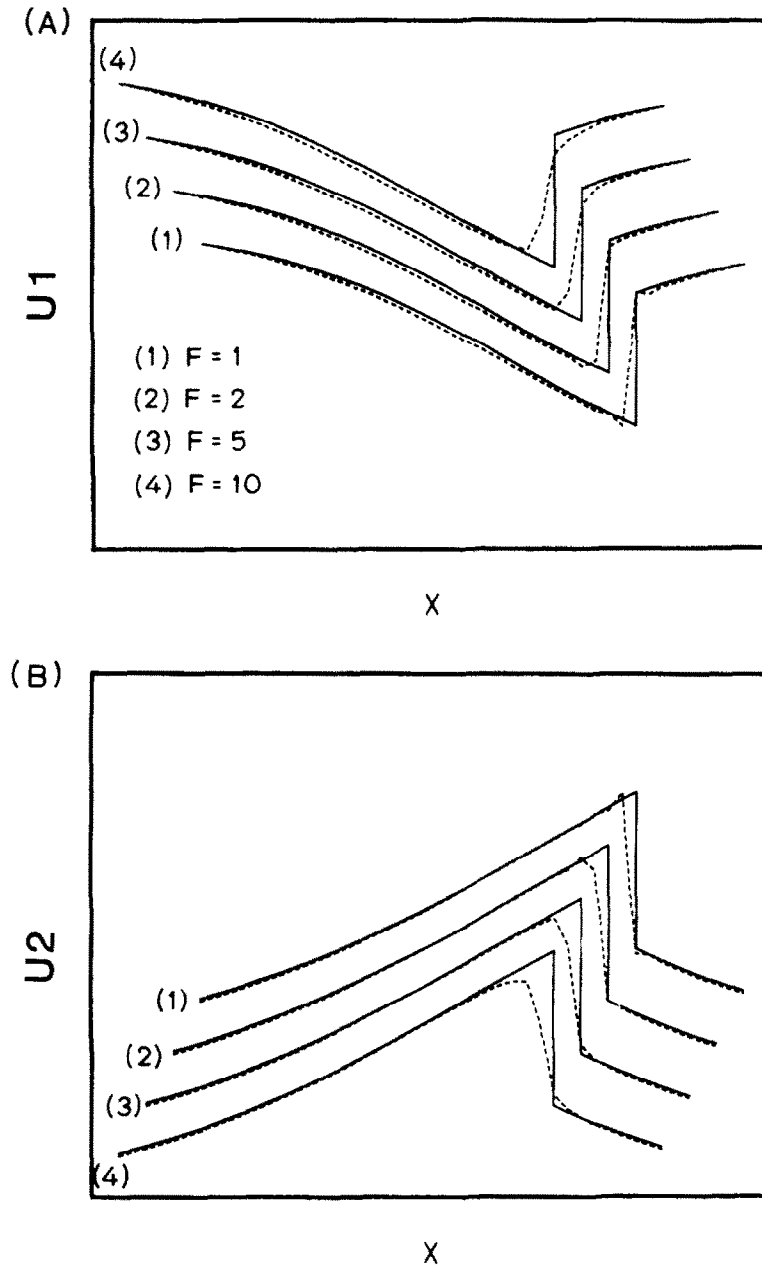 (A)
(4)
(3)
(2)
(1)
U1
(1) F = 1
(2) F = 2
(3) F = 5
(4) F = 10
X
(B)
U2
(1)
(2)
(3)
(4)
X